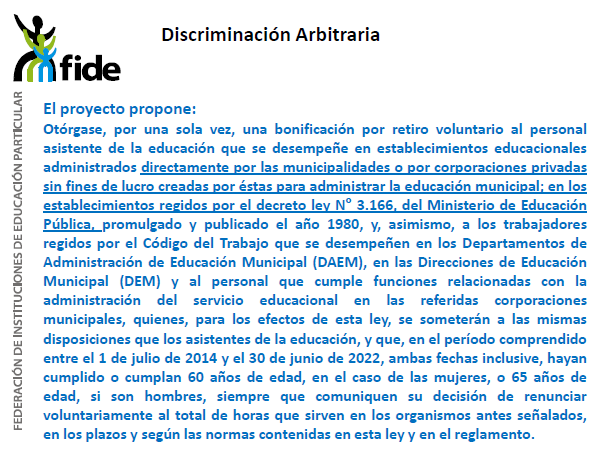 Discriminación Arbitraria
fide
FEDERACIÓN DE INSTITUCIONES DE EDUCACIÓN PARTICULAR
El proyecto propone:
Otórgase, por una sola vez, una bonificación por retiro voluntario al personal
asistente de la educación que se desempeñe en establecimientos educacionales
administrados directamente por las municipalidades o por corporaciones privadas
sin fines de lucro creadas por éstas para administrar la educación municipal; en los
establecimientos regidos por el decreto ley N° 3.166, del Ministerio de Educación
Pública, promulgado y publicado el año 1980, y, asimismo, a los trabajadores
regidos por el Código del Trabajo que se desempeñen en los Departamentos de
Administración de Educación Municipal (DAEM), en las Direcciones de Educación
Municipal (DEM) y al personal que cumple funciones relacionadas con la
administración del servicio educacional en las referidas corporaciones
municipales, quienes, para los efectos de esta ley, se someterán a las mismas
disposiciones que los asistentes de la educación, y que, en el período comprendido
entre el 1 de julio de 2014 y el 30 de junio de 2022, ambas fechas inclusive, hayan
cumplido o cumplan 60 años de edad, en el caso de las mujeres, o 65 años de
edad, si son hombres, siempre que comuniquen su decisión de renunciar
voluntariamente al total de horas que sirven en los organismos antes señalados,
en los plazos y según las normas contenidas en esta ley y en el reglamento.